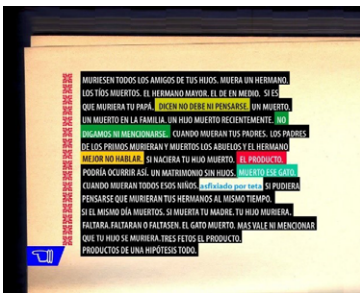 MURIESEN TODOS LOS AMIGOS DE TUS HIJOS. MUERA UN HERMANO.
LOS TÍOS MUERTOS. EL HERMANO MAYOR. EL DE EN MEDIO. SI ES
QUE MURIERA TU PAPÁ. DICEN NO DEBE NI PENSARSE. UN MUERTO.
UN MUERTO EN LA FAMILIA. UN HIJO MUERTO RECIENTEMENTE. NO
DIGAMOS NI MENCIONARSE. CUANDO MUERAN TUS PADRES. LOS PADRES
DE LOS PRIMOS MURIERAN Y MUERTOS LOS ABUELOS Y EL HERMANO
MEJOR NO HABLAR. SI NACIERA TU HIJO MUERTO. EL PRODUCTO.
PODRÍA OCURRIR ASÍ. UN MATRIMONIO SIN HIJOS. MUERTO ESE GATO.
CUANDO MUERAN TODOS ESOS NIÑOS. asfixiado por teta SI PUDIERA
PENSARSE QUE MURIERAN TUS HERMANOS AL MISMO TIEMPO.
SI EL MISMO DÍA MUERTOS. SI MUERTA TU MADRE. TU HIJO MURIERA.
FALTARA.FALTARAN O FALTASEN. EL GATO MUERTO. MAS VALE NI MENCIONAR
QUE TU HIJO SE MURIERA.TRES FETOS EL PRODUCTO.
PRODUCTOS DE UNA HIPÓTESIS TODO.